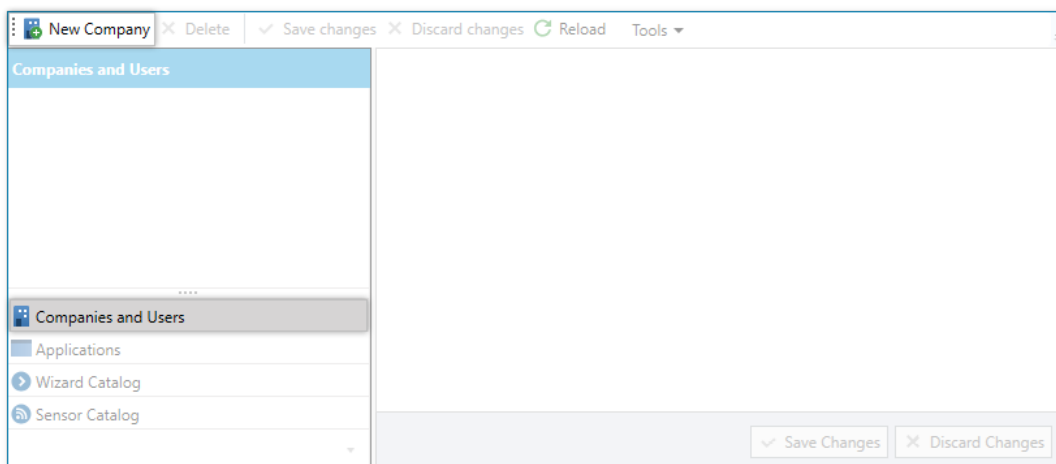 New Company Delete Save changes Discard changes Reload Tools
Companies and Users
Companies and Users
Applications
Wizard Catalog
Sensor Catalog
Save Changes Discard Changes